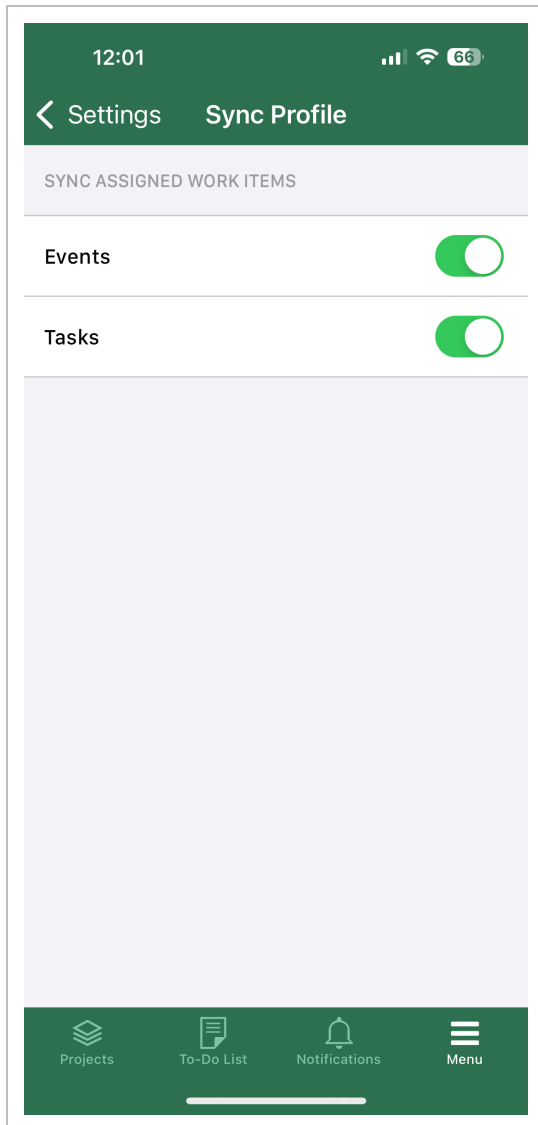 12:01 66
Settings Sync Profile
SYNC ASSIGNED WORK ITEMS
Events
Tasks
Projects To-Do List Notifications Menu